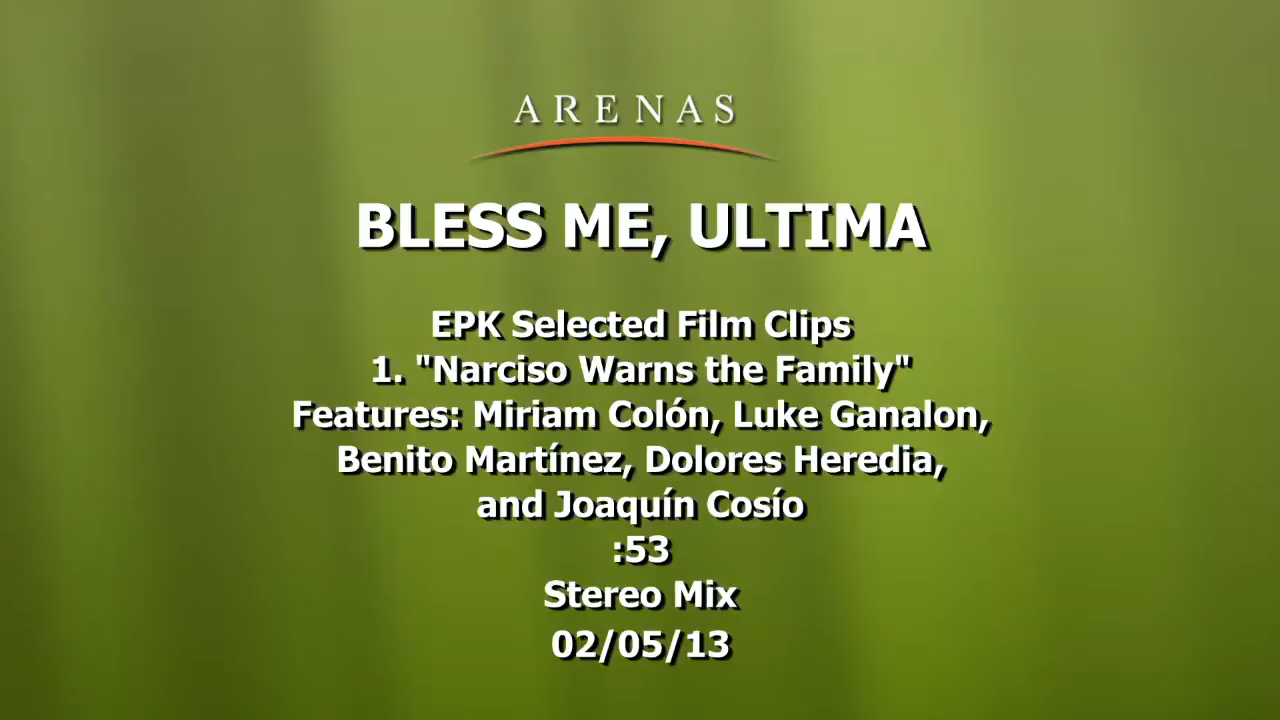 ARENAS
BLESS ME, ULTIMA
EPK Selected Film Clips
1. "Narciso Warns the Family"
Features: Miriam Colón, Luke Ganalon,
Benito Martínez, Dolores Heredia,
and Joaquín Cosío
:53
Stereo Mix
02/05/13